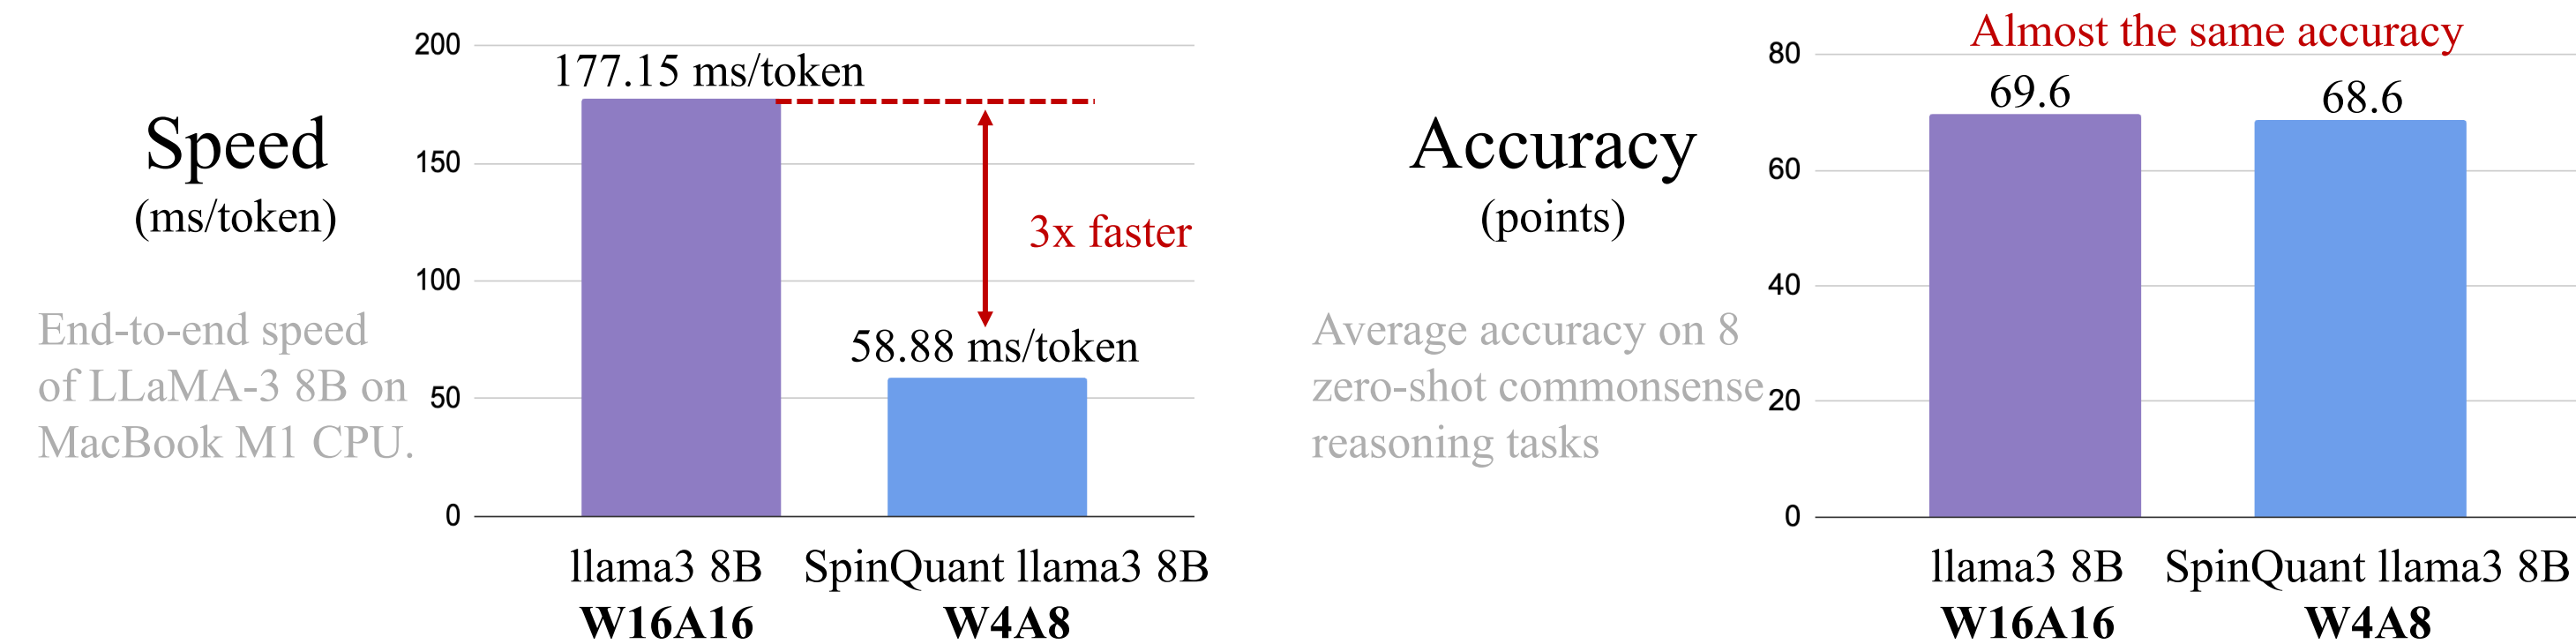 Speed
(ms/token)
End-to-end speed
of LLaMA-3 8B on
MacBook M1 CPU.
200
150
100
50
0
177.15 ms/token
3x faster
58.88 ms/token
llama3 8B
W16A16
SpinQuant llama3 8B
W4A8
Accuracy
(points)
Average accuracy on 8
zero-shot commonsense
reasoning tasks
Almost the same accuracy
80
60
40
20
0
69.6
68.6
llama3 8B
W16A16
SpinQuant llama3 8B
W4A8